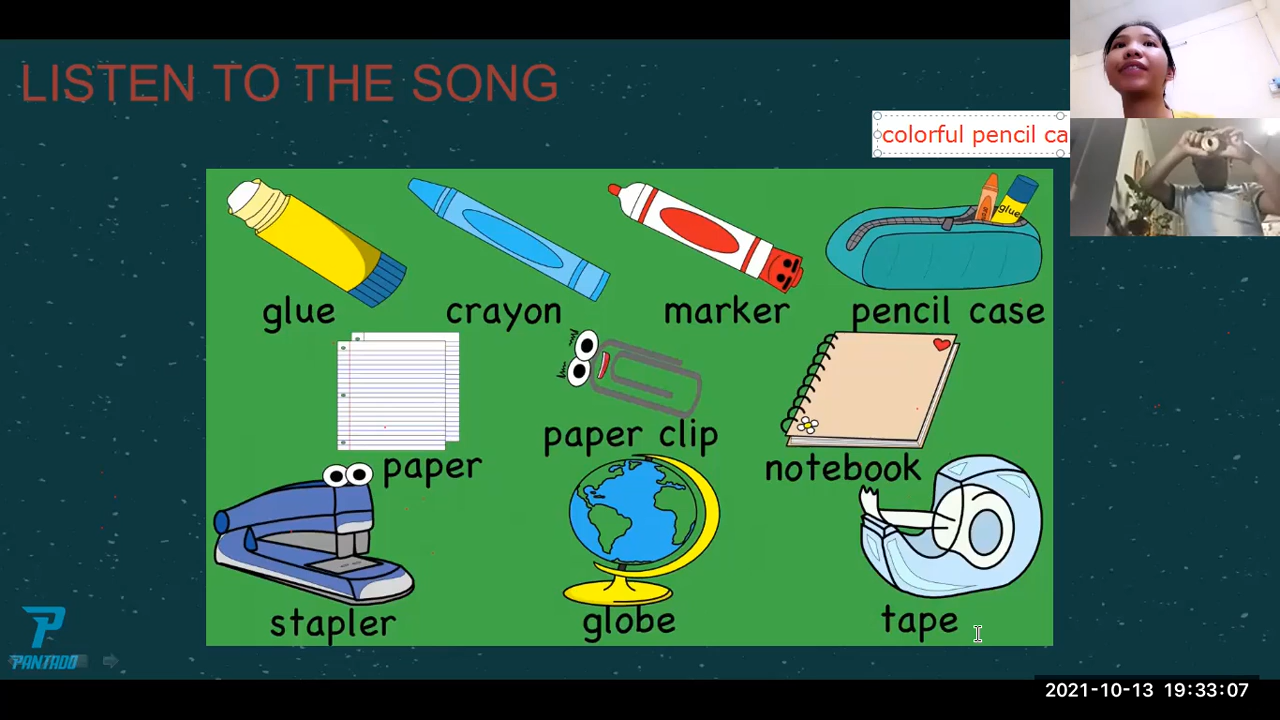 LISTEN TO THE SONG
colorful pencil ca
glue
glue crayon marker pencil case
paper clip
paper notebook
stapler globe tape
PANTADO
2021-10-13 19:33:07